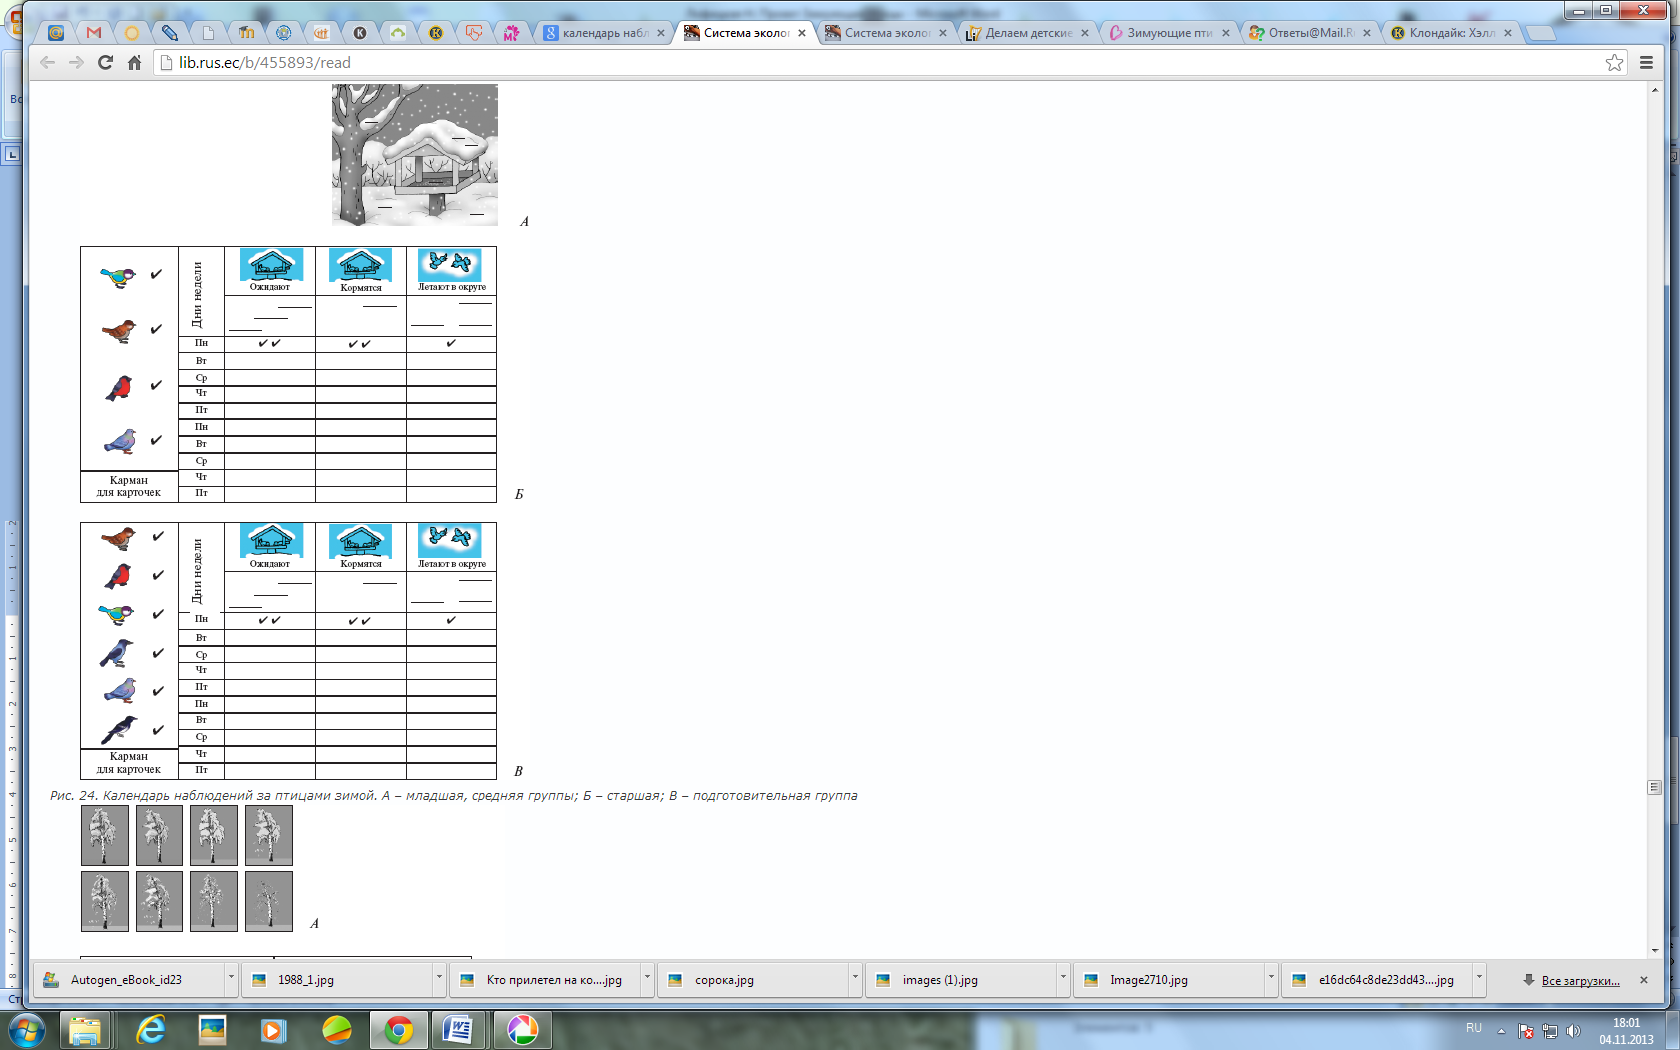 календарь набл
Система эколо
Система эколог
Делаем детские
Зимующие пти
Ответы@Mail.R
Клондайк: Хэлл
lib.rus.ec/b/455893/read
А
Дни недели
Ожидают
Кормятся
Летают в округе
Пн
Вт
Ср
Чт
Пт
Пн
Вт
Ср
Чт
Пт
Карман
для карточек
Б
Дни недели
Ожидают
Кормятся
Летают в округе
Пн
Вт
Ср
Чт
Пт
Пн
Вт
Ср
Чт
Пт
Карман
для карточек
В
Рис. 24. Календарь наблюдений за птицами зимой. А – младшая, средняя группы; Б – старшая; В – подготовительная группа
А
Autogen_eBook_id23
1988_1.jpg
Кто прилетел на ко....jpg
сорока.jpg
images (1).jpg
Image2710.jpg
e16dc64c8de23dd43....jpg
Все загрузки...
RU
18:01
04.11.2013